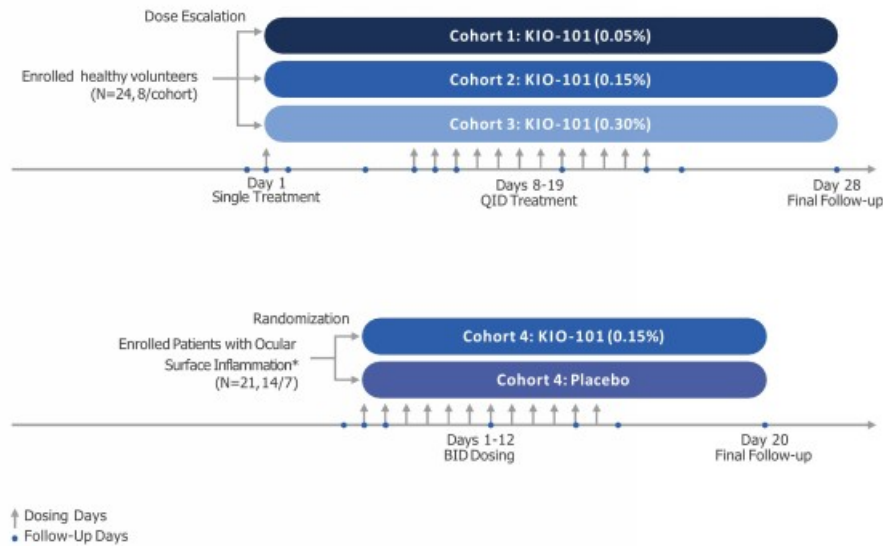 Dose Escalation
Cohort 1: KIO-101 (0.05%)
Enrolled healthy volunteers
(N=24, 8/cohort)
Cohort 2: KIO-101 (0.15%)
Cohort 3: KIO-101 (0.30%)
Day 1
Single Treatment
Days 8-19
QID Treatment
Day 28
Final Follow-up
Randomization
Enrolled Patients with Ocular
Surface Inflammation*
(N=21, 14/7)
Cohort 4: KIO-101 (0.15%)
Cohort 4: Placebo
Days 1-12
BID Dosing
Day 20
Final Follow-up
Dosing Days
Follow-Up Days